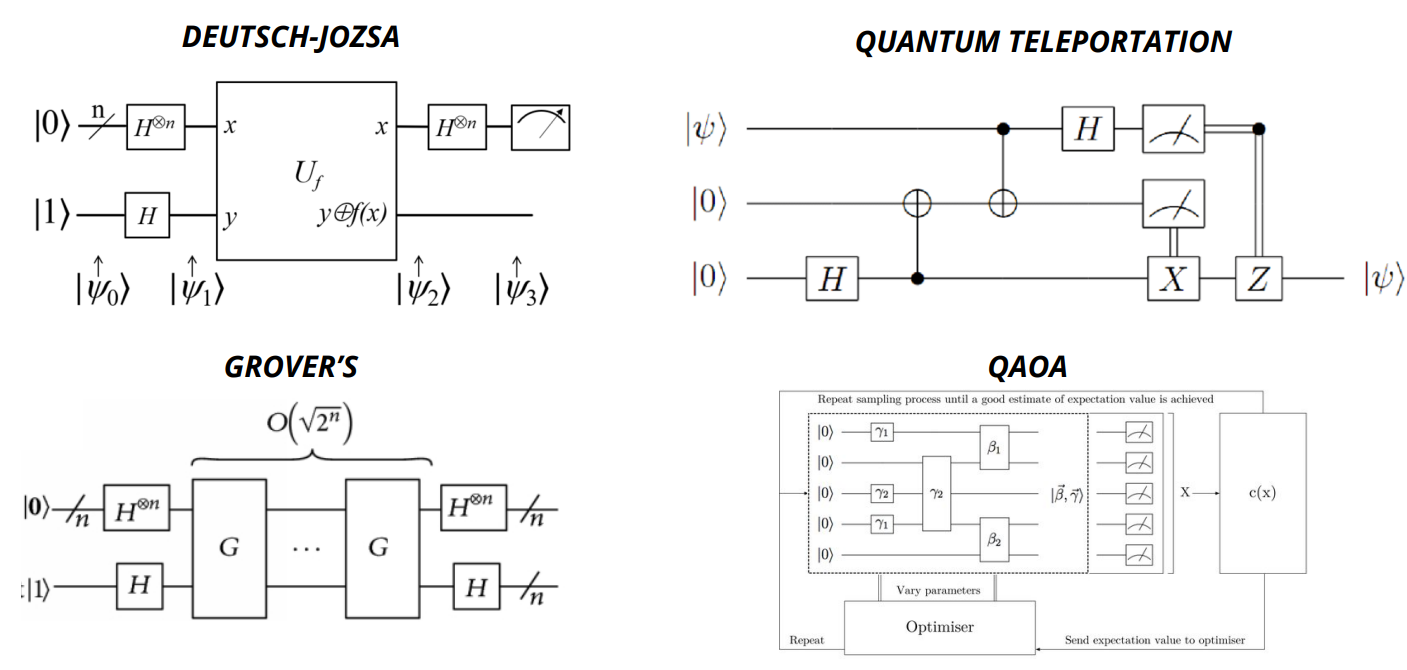 DEUTSCH-JOZSA
|0⟩ n H⊗n x x H⊗n
U_f
|1⟩ H y y⊕f(x)
|ψ₀⟩ |ψ₁⟩ |ψ₂⟩ |ψ₃⟩
QUANTUM TELEPORTATION
|ψ⟩ H
|0⟩
|0⟩ H X Z |ψ⟩
GROVER’S
O(√2ⁿ)
|0⟩ n H⊗n H⊗n n
G ... G
:|1⟩ H H n
QAOA
Repeat sampling process until a good estimate of expectation value is achieved
|0⟩ γ₁
β₁
|0⟩
|0⟩ γ₂ γ₂ |β⃗, γ⃗⟩ X c(x)
|0⟩ γ₁
β₂
|0⟩
Vary parameters
Optimiser
Repeat
Send expectation value to optimiser